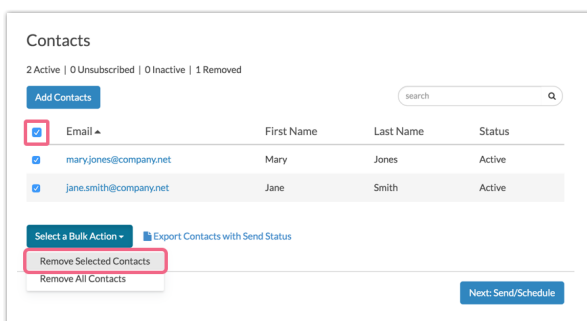 Contacts
2 Active | 0 Unsubscribed | 0 Inactive | 1 Removed
Add Contacts
search
Email First Name Last Name Status
mary.jones@company.net Mary Jones Active
jane.smith@company.net Jane Smith Active
Select a Bulk Action Export Contacts with Send Status
Remove Selected Contacts
Remove All Contacts
Next: Send/Schedule